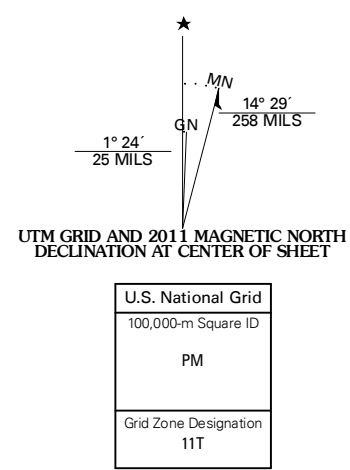 ★
MN
GN
14° 29´
258 MILS
1° 24´
25 MILS
UTM GRID AND 2011 MAGNETIC NORTH
DECLINATION AT CENTER OF SHEET
U.S. National Grid
100,000-m Square ID
PM
Grid Zone Designation
11T